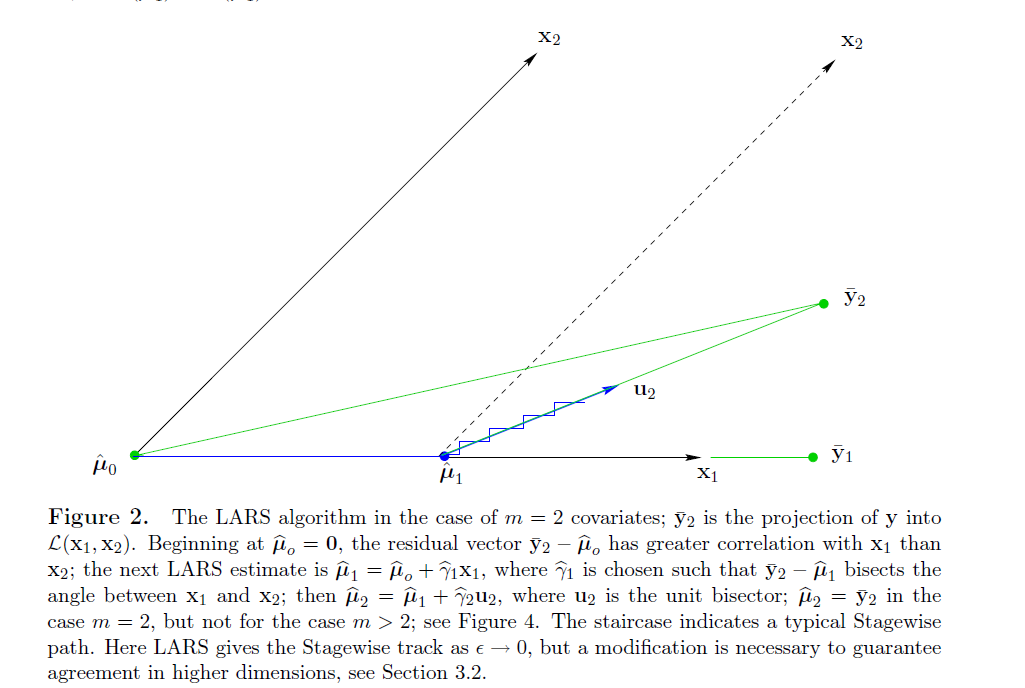 x₂
x₂
ȳ₂
u₂
μ̂₀
μ̂₁
x₁
ȳ₁
Figure 2. The LARS algorithm in the case of m = 2 covariates; ȳ₂ is the projection of y into
ℒ(x₁, x₂). Beginning at μ̂ₒ = 0, the residual vector ȳ₂ − μ̂ₒ has greater correlation with x₁ than
x₂; the next LARS estimate is μ̂₁ = μ̂ₒ + γ̂₁x₁, where γ̂₁ is chosen such that ȳ₂ − μ̂₁ bisects the
angle between x₁ and x₂; then μ̂₂ = μ̂₁ + γ̂₂u₂, where u₂ is the unit bisector; μ̂₂ = ȳ₂ in the
case m = 2, but not for the case m > 2; see Figure 4. The staircase indicates a typical Stagewise
path. Here LARS gives the Stagewise track as ϵ → 0, but a modification is necessary to guarantee
agreement in higher dimensions, see Section 3.2.